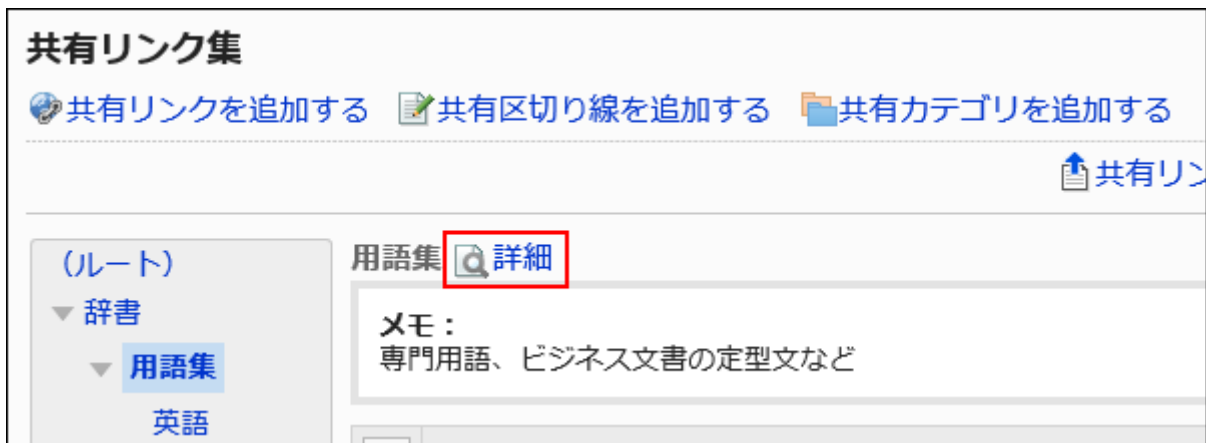 共有リンク集
共有リンクを追加する 共有区切り線を追加する 共有カテゴリを追加する
共有リン
(ルート)
辞書
用語集
英語
用語集 詳細
メモ：
専門用語、ビジネス文書の定型文など